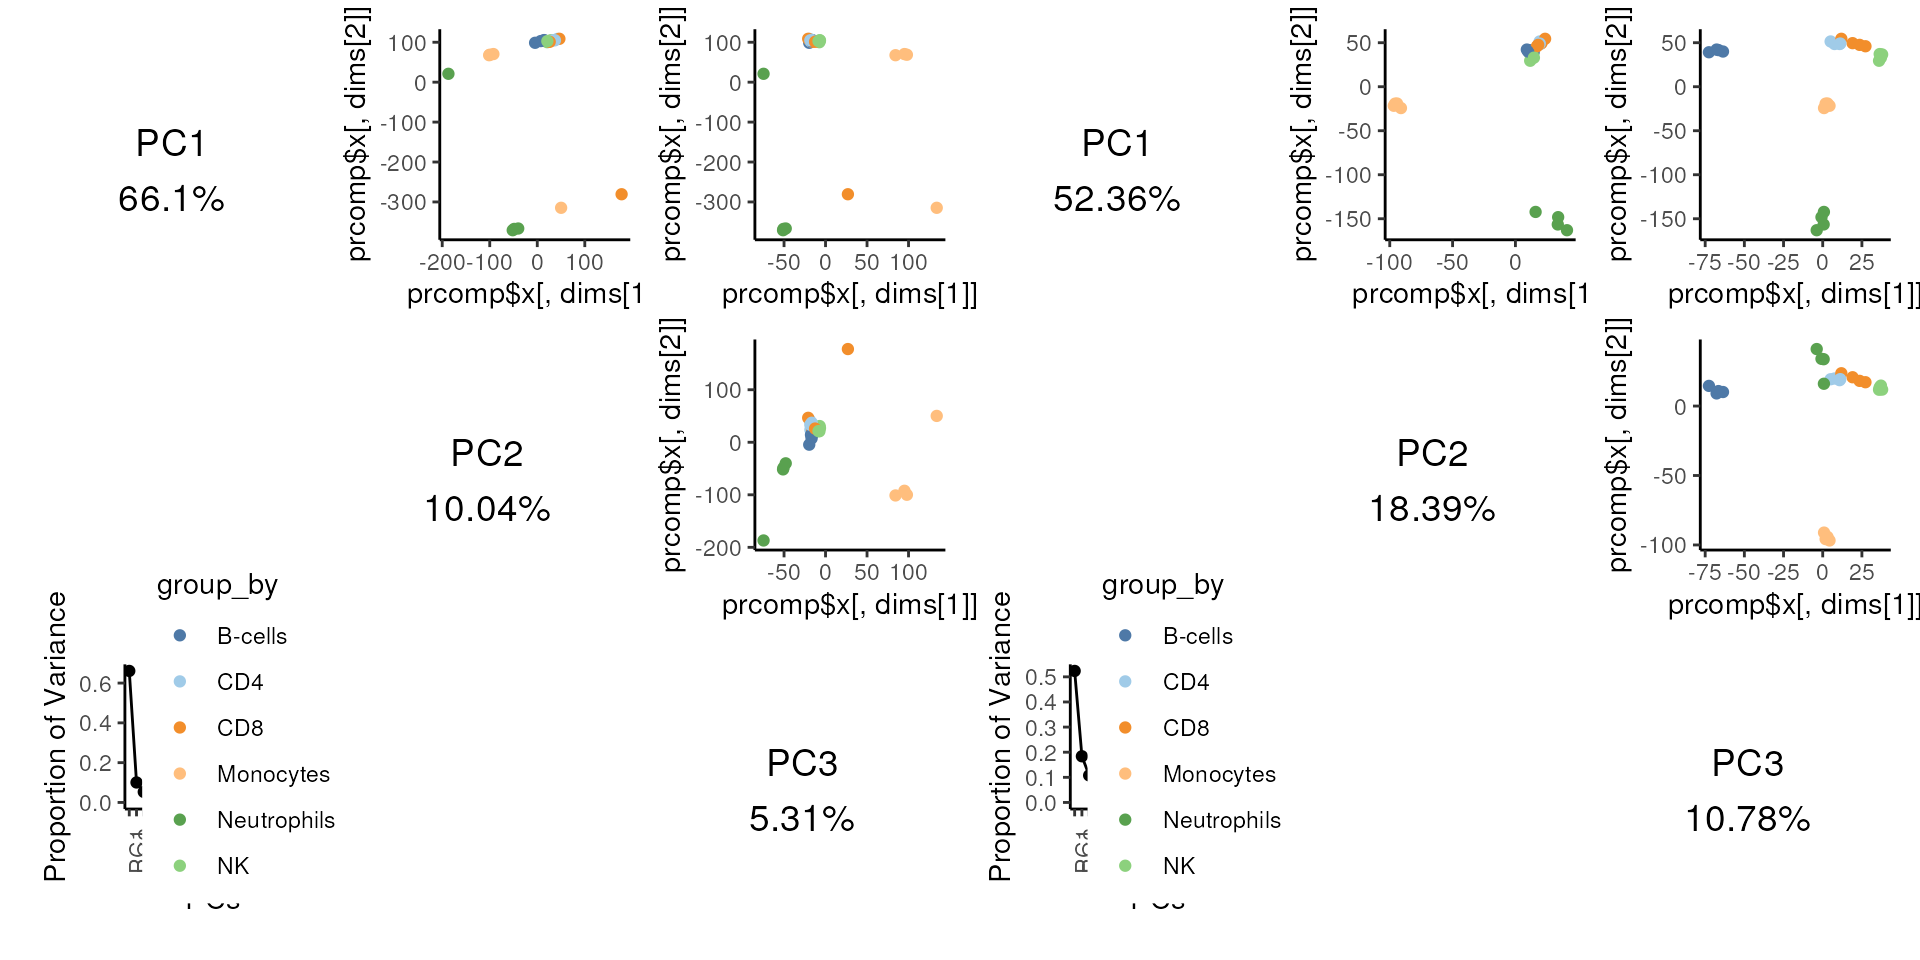 PC1
66.1%
prcomp$x[, dims[2]]
100
0
-100
-200
-300
-200
-100
0
100
prcomp$x[, dims[1
prcomp$x[, dims[2]]
100
0
-100
-200
-300
-50
0
50
100
prcomp$x[, dims[1]]
PC1
52.36%
prcomp$x[, dims[2]]
50
0
-50
-100
-150
-100
-50
0
prcomp$x[, dims[1
prcomp$x[, dims[2]]
50
0
-50
-100
-150
-75
-50
-25
0
25
prcomp$x[, dims[1]]
PC2
10.04%
prcomp$x[, dims[2]]
100
0
-100
-200
-50
0
50
100
prcomp$x[, dims[1]]
PC2
18.39%
prcomp$x[, dims[2]]
0
-50
-100
-75
-50
-25
0
25
prcomp$x[, dims[1]]
Proportion of Variance
0.6
0.4
0.2
0.0
group_by
B-cells
CD4
CD8
Monocytes
Neutrophils
NK
PC3
5.31%
Proportion of Variance
0.5
0.4
0.3
0.2
0.1
0.0
group_by
B-cells
CD4
CD8
Monocytes
Neutrophils
NK
PC3
10.78%